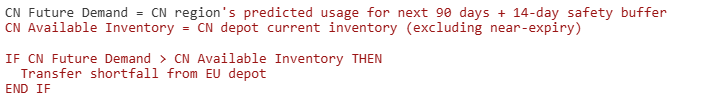 CN Future Demand = CN region's predicted usage for next 90 days + 14-day safety buffer
CN Available Inventory = CN depot current inventory (excluding near-expiry)
IF CN Future Demand > CN Available Inventory THEN
  Transfer shortfall from EU depot
END IF